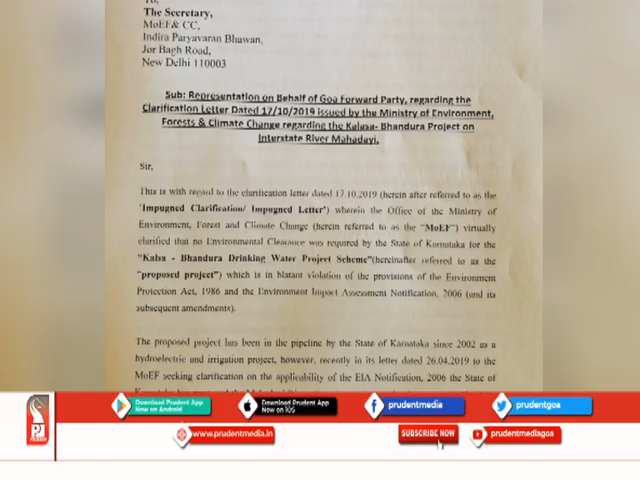 To,
The Secretary,
MoEF& CC,
Indira Paryavaran Bhawan,
Jor Bagh Road,
New Delhi 110003
Sub: Representation on Behalf of Goa Forward Party, regarding the
Clarification Letter Dated 17/10/2019 issued by the Ministry of Environment,
Forests & Climate Change regarding the Kalasa- Bhandura Project on
Interstate River Mahadayi.
Sir,
This is with regard to the clarification letter dated 17.10.2019 (herein after referred to as the
"Impugned Clarification/ Impugned Letter") wherein the Office of the Ministry of
Environment, Forest and Climate Change (herein referred to as the "MoEF") virtually
clarified that no Environmental Clearance was required by the State of Karnataka for the
"Kalsa - Bhandura Drinking Water Project Scheme"(hereinafter referred to as the
"proposed project") which is in blatant violation of the provisions of the Environment
Protection Act, 1986 and the Environment Impact Assessment Notification, 2006 (and its
subsequent amendments).
The proposed project has been in the pipeline by the State of Karnataka since 2002 as a
hydroelectric and irrigation project, however, recently in its letter dated 26.04.2019 to the
MoEF seeking clarification on the applicability of the EIA Notification, 2006 the State of
Download Prudent App
Now on Android
Download Prudent App
Now on IOS
prudentmedia
prudentgoa
www.prudentmedia.in
SUBSCRIBE NOW
prudentmediagoa